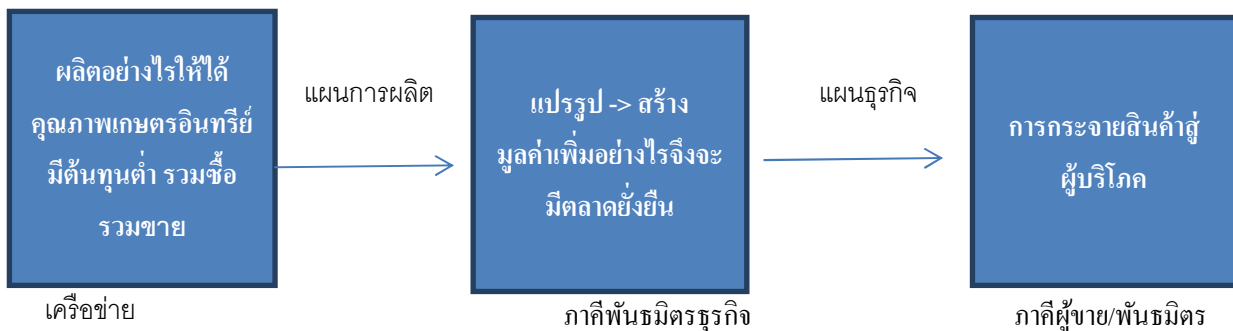 ผลิตอย่างไรให้ได้
คุณภาพเกษตรอินทรีย์
มีต้นทุนต่ำ รวมซื้อ
รวมขาย
เครือข่าย
แผนการผลิต
แปรรูป -> สร้าง
มูลค่าเพิ่มอย่างไรจึงจะ
มีตลาดยั่งยืน
ภาคีพันธมิตรธุรกิจ
แผนธุรกิจ
การกระจายสินค้าสู่
ผู้บริโภค
ภาคีผู้ขาย/พันธมิตร